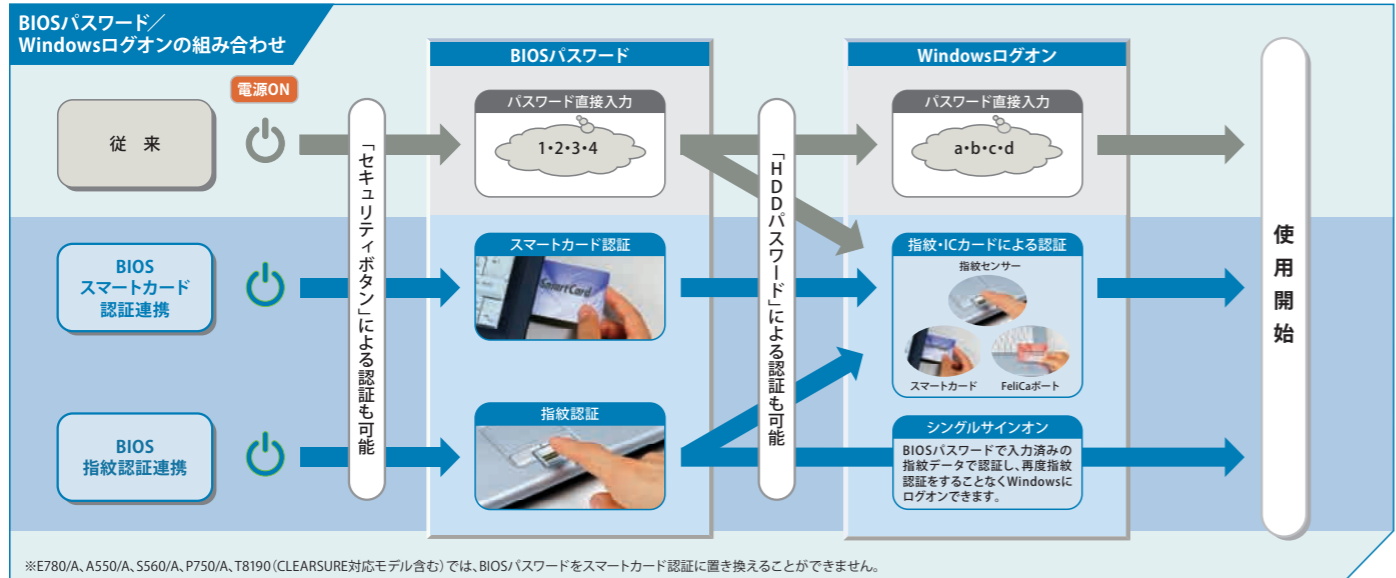 BIOSパスワード／
Windowsログオンの組み合わせ
BIOSパスワード
Windowsログオン
電源ON
従 来
パスワード直接入力
1・2・3・4
パスワード直接入力
a・b・c・d
「セキュリティボタン」による認証も可能
「HDDパスワード」による認証も可能
使用開始
BIOS
スマートカード
認証連携
スマートカード認証
SmartCard
指紋・ICカードによる認証
指紋センサー
スマートカード
FeliCaポート
BIOS
指紋認証連携
指紋認証
シングルサインオン
BIOSパスワードで入力済みの
指紋データで認証し、再度指紋
認証をすることなくWindowsに
ログオンできます。
※E780/A、A550/A、S560/A、P750/A、T8190（CLEARSURE対応モデル含む）では、BIOSパスワードをスマートカード認証に置き換えることができません。